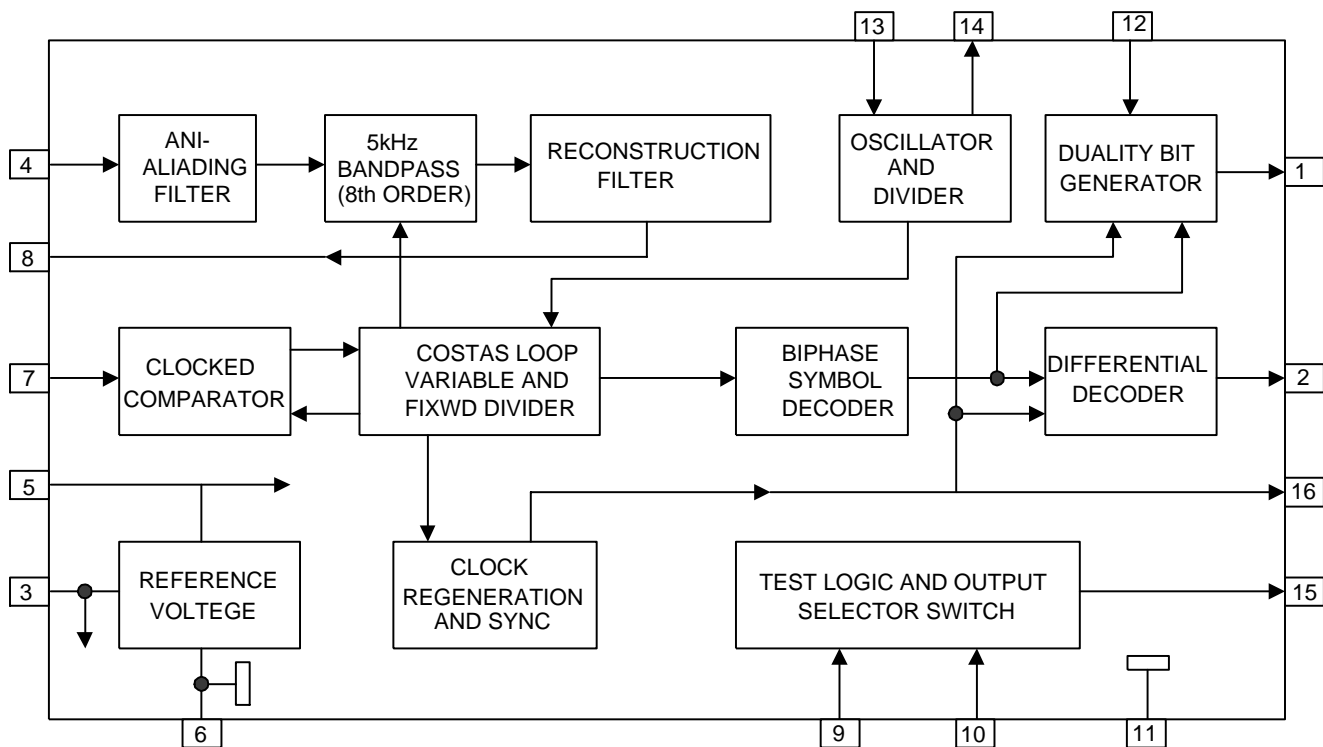 13
14
12
4
ANI-
ALIADING
FILTER
5kHz
BANDPASS
(8th ORDER)
RECONSTRUCTION
FILTER
OSCILLATOR
AND
DIVIDER
DUALITY BIT
GENERATOR
1
8
7
CLOCKED
COMPARATOR
COSTAS LOOP
VARIABLE AND
FIXWD DIVIDER
BIPHASE
SYMBOL
DECODER
DIFFERENTIAL
DECODER
2
5
16
3
REFERENCE
VOLTEGE
CLOCK
REGENERATION
AND SYNC
TEST LOGIC AND OUTPUT
SELECTOR SWITCH
15
6
9
10
11